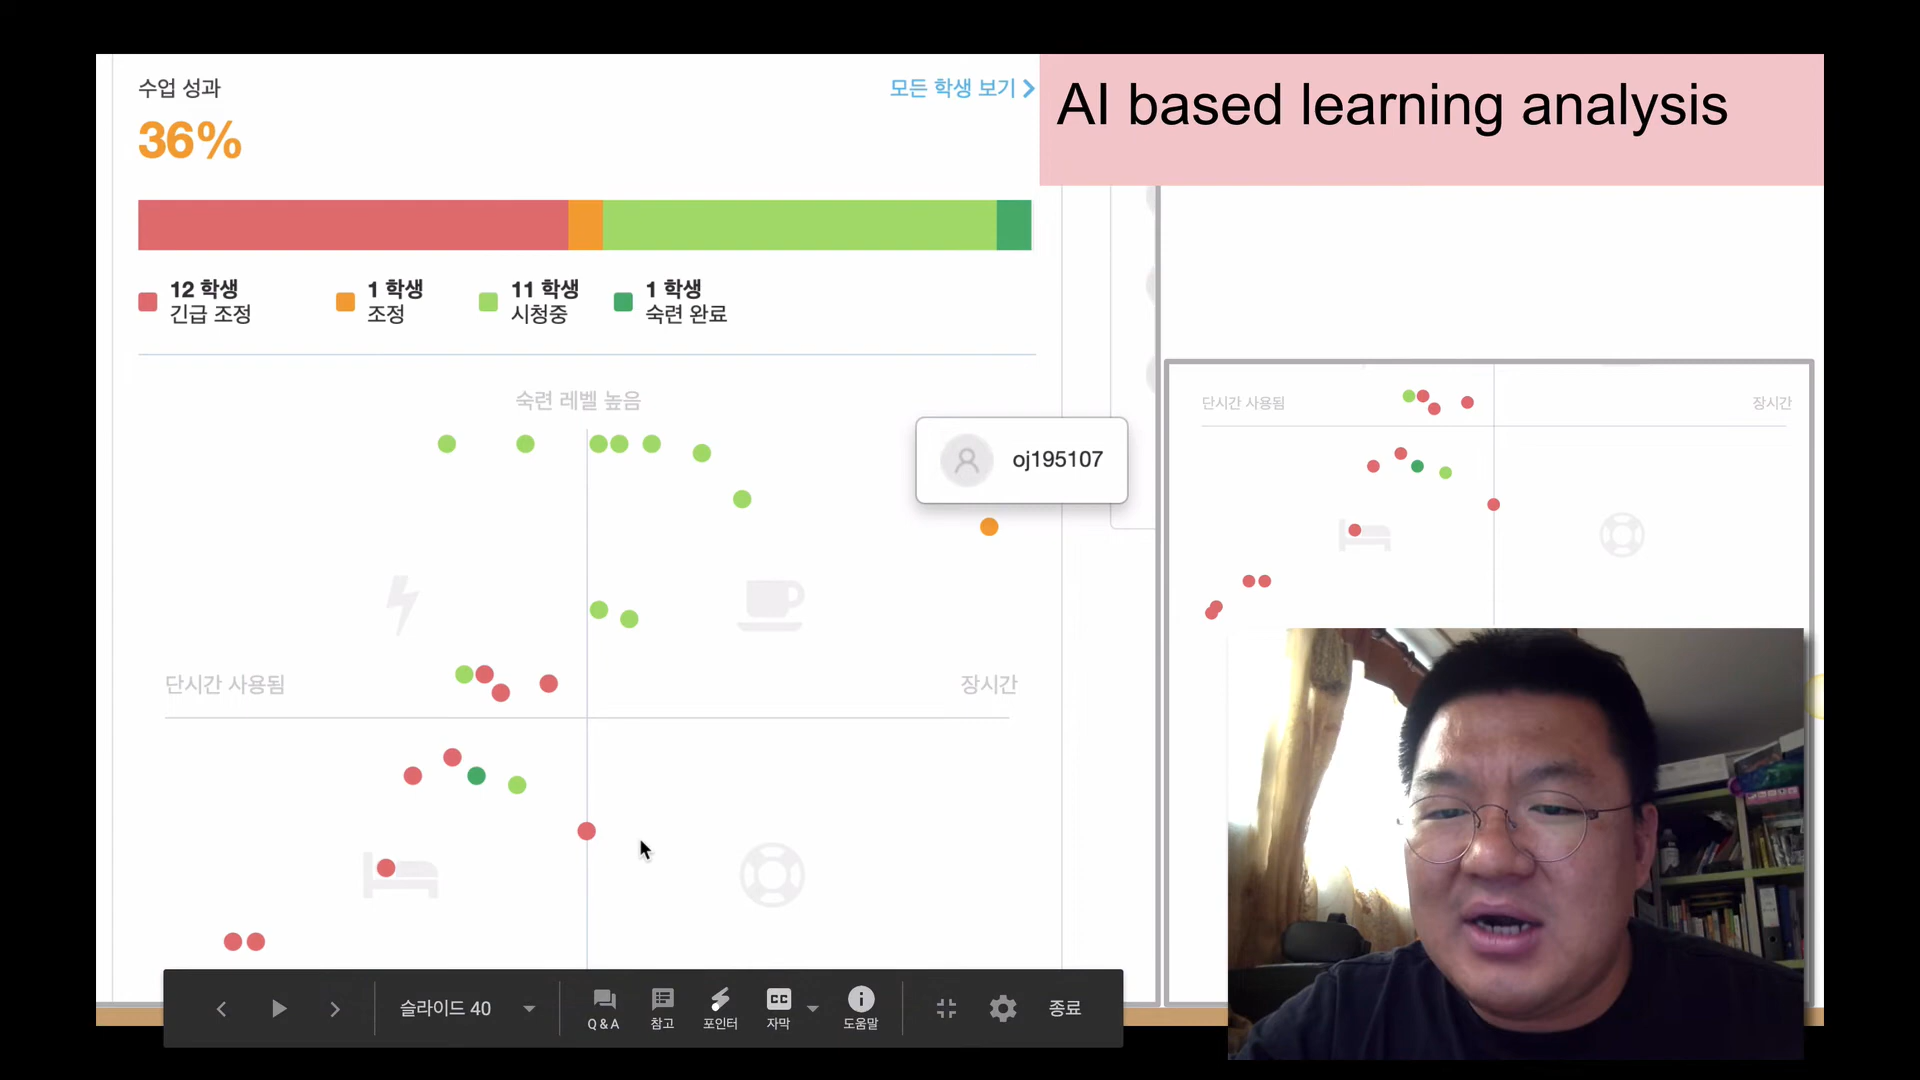 수업 성과
모든 학생 보기
AI based learning analysis
36%
12 학생
긴급 조정
1 학생
조정
11 학생
시청중
1 학생
숙련 완료
숙련 레벨 높음
oj195107
단시간 사용됨
장시간
단시간 사용됨
장시간
슬라이드 40
Q & A
참고
포인터
CC
자막
도움말
종료